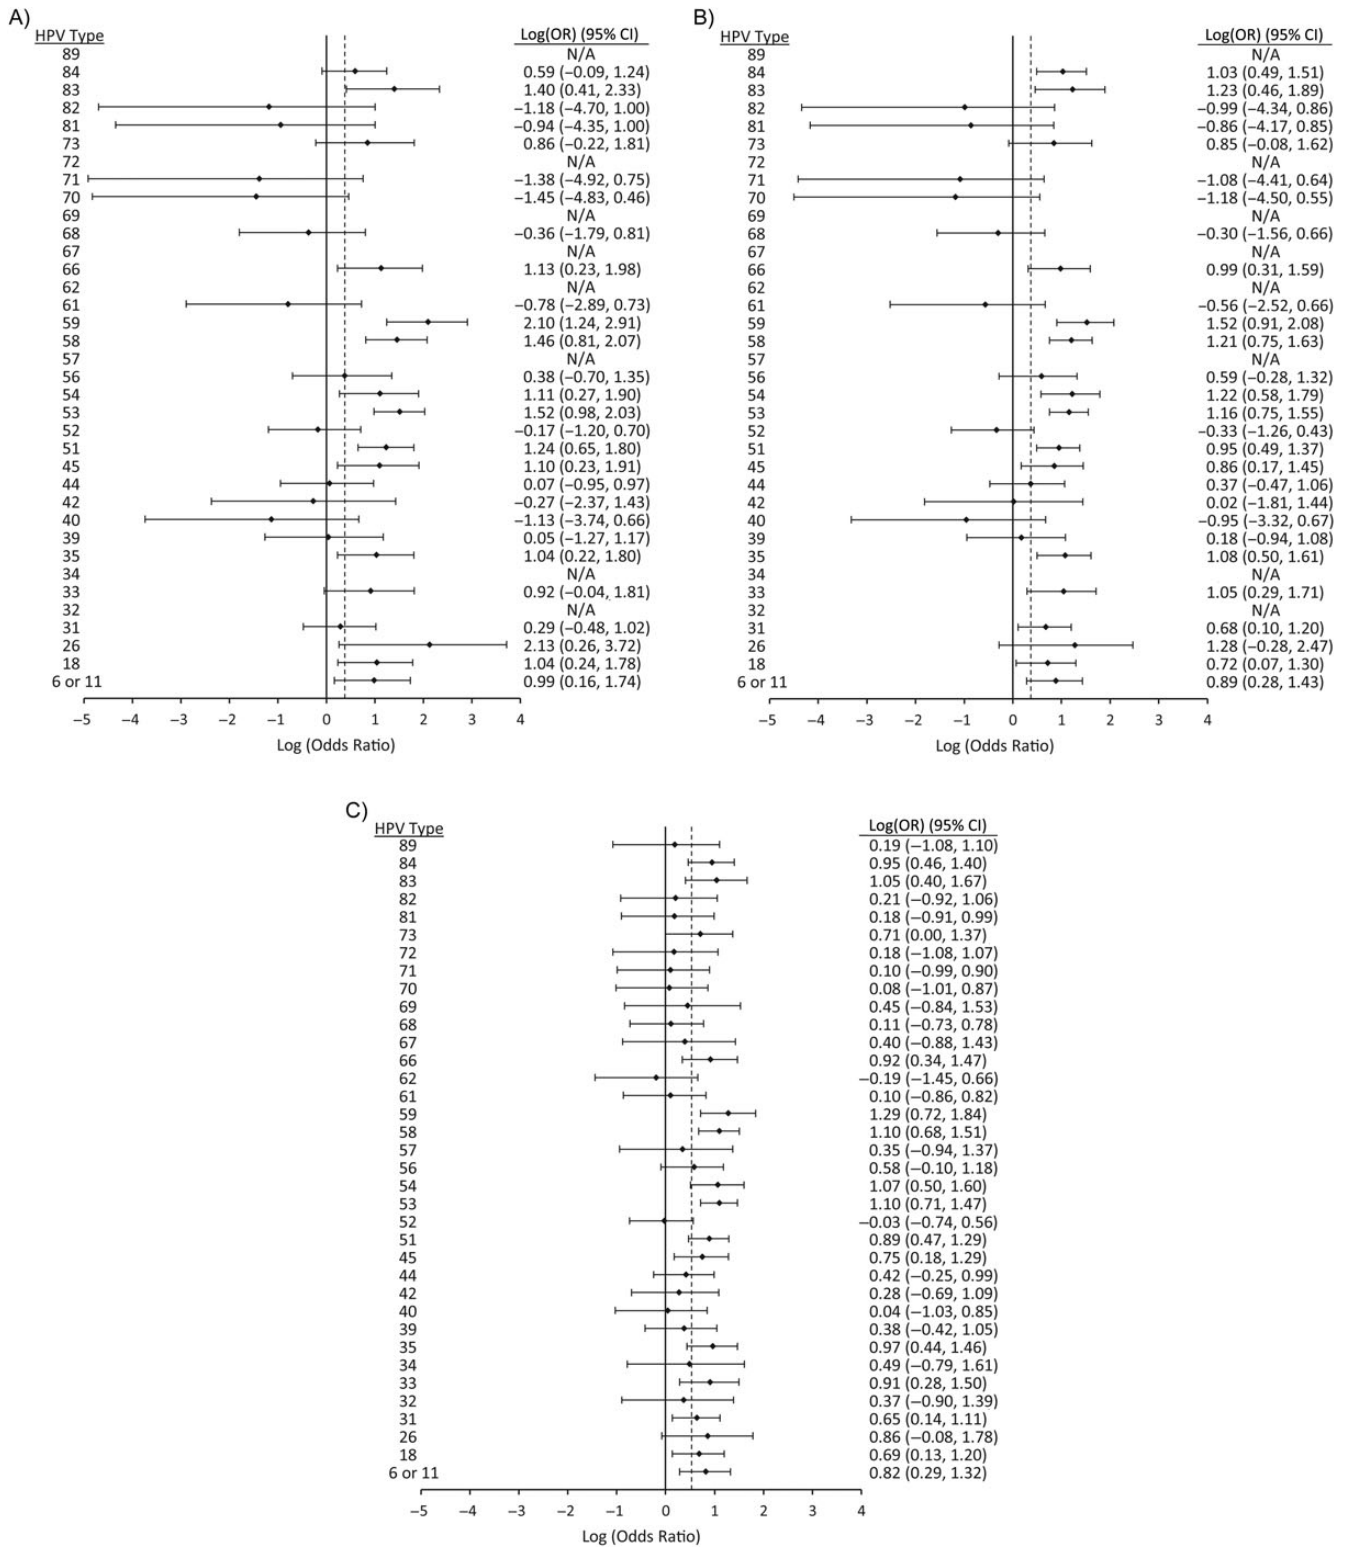 A)
HPV Type Log(OR) (95% CI)
89 N/A
84 0.59 (−0.09, 1.24)
83 1.40 (0.41, 2.33)
82 −1.18 (−4.70, 1.00)
81 −0.94 (−4.35, 1.00)
73 0.86 (−0.22, 1.81)
72 N/A
71 −1.38 (−4.92, 0.75)
70 −1.45 (−4.83, 0.46)
69 N/A
68 −0.36 (−1.79, 0.81)
67 N/A
66 1.13 (0.23, 1.98)
62 N/A
61 −0.78 (−2.89, 0.73)
59 2.10 (1.24, 2.91)
58 1.46 (0.81, 2.07)
57 N/A
56 0.38 (−0.70, 1.35)
54 1.11 (0.27, 1.90)
53 1.52 (0.98, 2.03)
52 −0.17 (−1.20, 0.70)
51 1.24 (0.65, 1.80)
45 1.10 (0.23, 1.91)
44 0.07 (−0.95, 0.97)
42 −0.27 (−2.37, 1.43)
40 −1.13 (−3.74, 0.66)
39 0.05 (−1.27, 1.17)
35 1.04 (0.22, 1.80)
34 N/A
33 0.92 (−0.04, 1.81)
32 N/A
31 0.29 (−0.48, 1.02)
26 2.13 (0.26, 3.72)
18 1.04 (0.24, 1.78)
6 or 11 0.99 (0.16, 1.74)
−5 −4 −3 −2 −1 0 1 2 3 4
Log (Odds Ratio)
B)
HPV Type Log(OR) (95% CI)
89 N/A
84 1.03 (0.49, 1.51)
83 1.23 (0.46, 1.89)
82 −0.99 (−4.34, 0.86)
81 −0.86 (−4.17, 0.85)
73 0.85 (−0.08, 1.62)
72 N/A
71 −1.08 (−4.41, 0.64)
70 −1.18 (−4.50, 0.55)
69 N/A
68 −0.30 (−1.56, 0.66)
67 N/A
66 0.99 (0.31, 1.59)
62 N/A
61 −0.56 (−2.52, 0.66)
59 1.52 (0.91, 2.08)
58 1.21 (0.75, 1.63)
57 N/A
56 0.59 (−0.28, 1.32)
54 1.22 (0.58, 1.79)
53 1.16 (0.75, 1.55)
52 −0.33 (−1.26, 0.43)
51 0.95 (0.49, 1.37)
45 0.86 (0.17, 1.45)
44 0.37 (−0.47, 1.06)
42 0.02 (−1.81, 1.44)
40 −0.95 (−3.32, 0.67)
39 0.18 (−0.94, 1.08)
35 1.08 (0.50, 1.61)
34 N/A
33 1.05 (0.29, 1.71)
32 N/A
31 0.68 (0.10, 1.20)
26 1.28 (−0.28, 2.47)
18 0.72 (0.07, 1.30)
6 or 11 0.89 (0.28, 1.43)
−5 −4 −3 −2 −1 0 1 2 3 4
Log (Odds Ratio)
C)
HPV Type Log(OR) (95% CI)
89 0.19 (−1.08, 1.10)
84 0.95 (0.46, 1.40)
83 1.05 (0.40, 1.67)
82 0.21 (−0.92, 1.06)
81 0.18 (−0.91, 0.99)
73 0.71 (0.00, 1.37)
72 0.18 (−1.08, 1.07)
71 0.10 (−0.99, 0.90)
70 0.08 (−1.01, 0.87)
69 0.45 (−0.84, 1.53)
68 0.11 (−0.73, 0.78)
67 0.40 (−0.88, 1.43)
66 0.92 (0.34, 1.47)
62 −0.19 (−1.45, 0.66)
61 0.10 (−0.86, 0.82)
59 1.29 (0.72, 1.84)
58 1.10 (0.68, 1.51)
57 0.35 (−0.94, 1.37)
56 0.58 (−0.10, 1.18)
54 1.07 (0.50, 1.60)
53 1.10 (0.71, 1.47)
52 −0.03 (−0.74, 0.56)
51 0.89 (0.47, 1.29)
45 0.75 (0.18, 1.29)
44 0.42 (−0.25, 0.99)
42 0.28 (−0.69, 1.09)
40 0.04 (−1.03, 0.85)
39 0.38 (−0.42, 1.05)
35 0.97 (0.44, 1.46)
34 0.49 (−0.79, 1.61)
33 0.91 (0.28, 1.50)
32 0.37 (−0.90, 1.39)
31 0.65 (0.14, 1.11)
26 0.86 (−0.08, 1.78)
18 0.69 (0.13, 1.20)
6 or 11 0.82 (0.29, 1.32)
−5 −4 −3 −2 −1 0 1 2 3 4
Log (Odds Ratio)